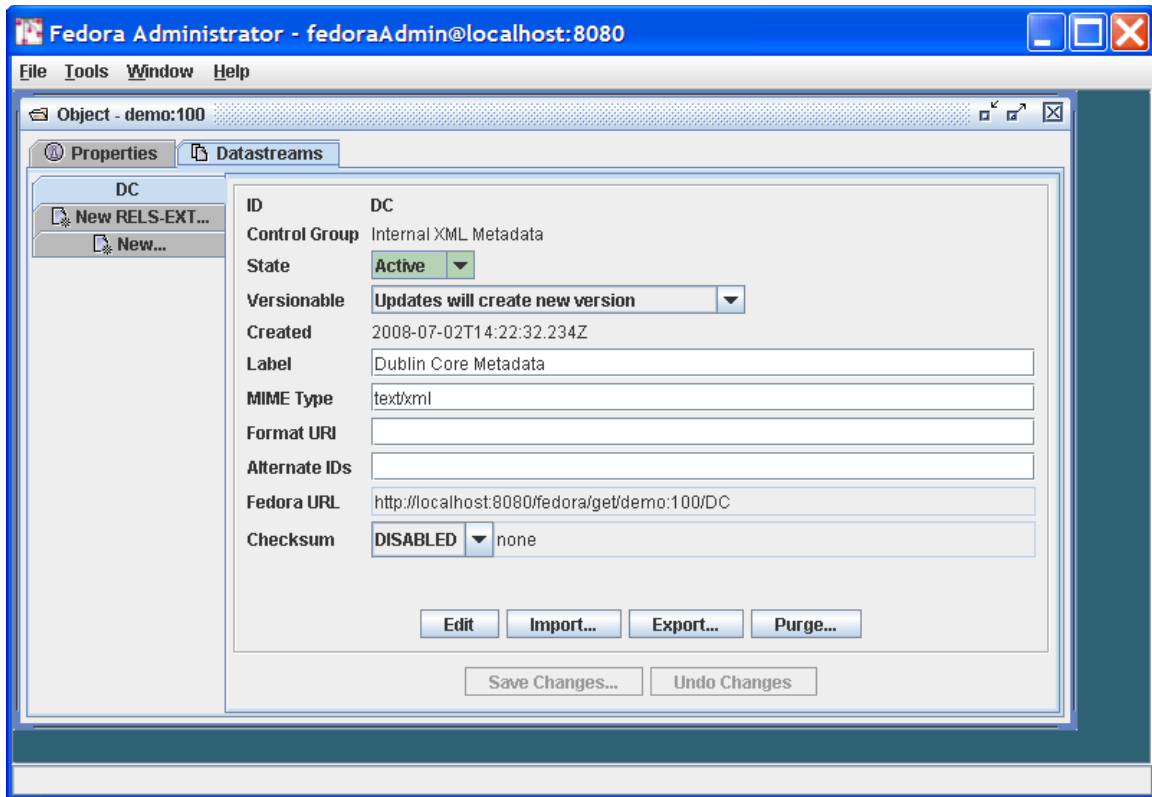 Fedora Administrator - fedoraAdmin@localhost:8080
File Tools Window Help
Object - demo:100
Properties Datastreams
DC
New RELS-EXT...
New...
ID DC
Control Group Internal XML Metadata
State Active
Versionable Updates will create new version
Created 2008-07-02T14:22:32.234Z
Label Dublin Core Metadata
MIME Type text/xml
Format URI
Alternate IDs
Fedora URL http://localhost:8080/fedora/get/demo:100/DC
Checksum DISABLED none
Edit Import... Export... Purge...
Save Changes... Undo Changes